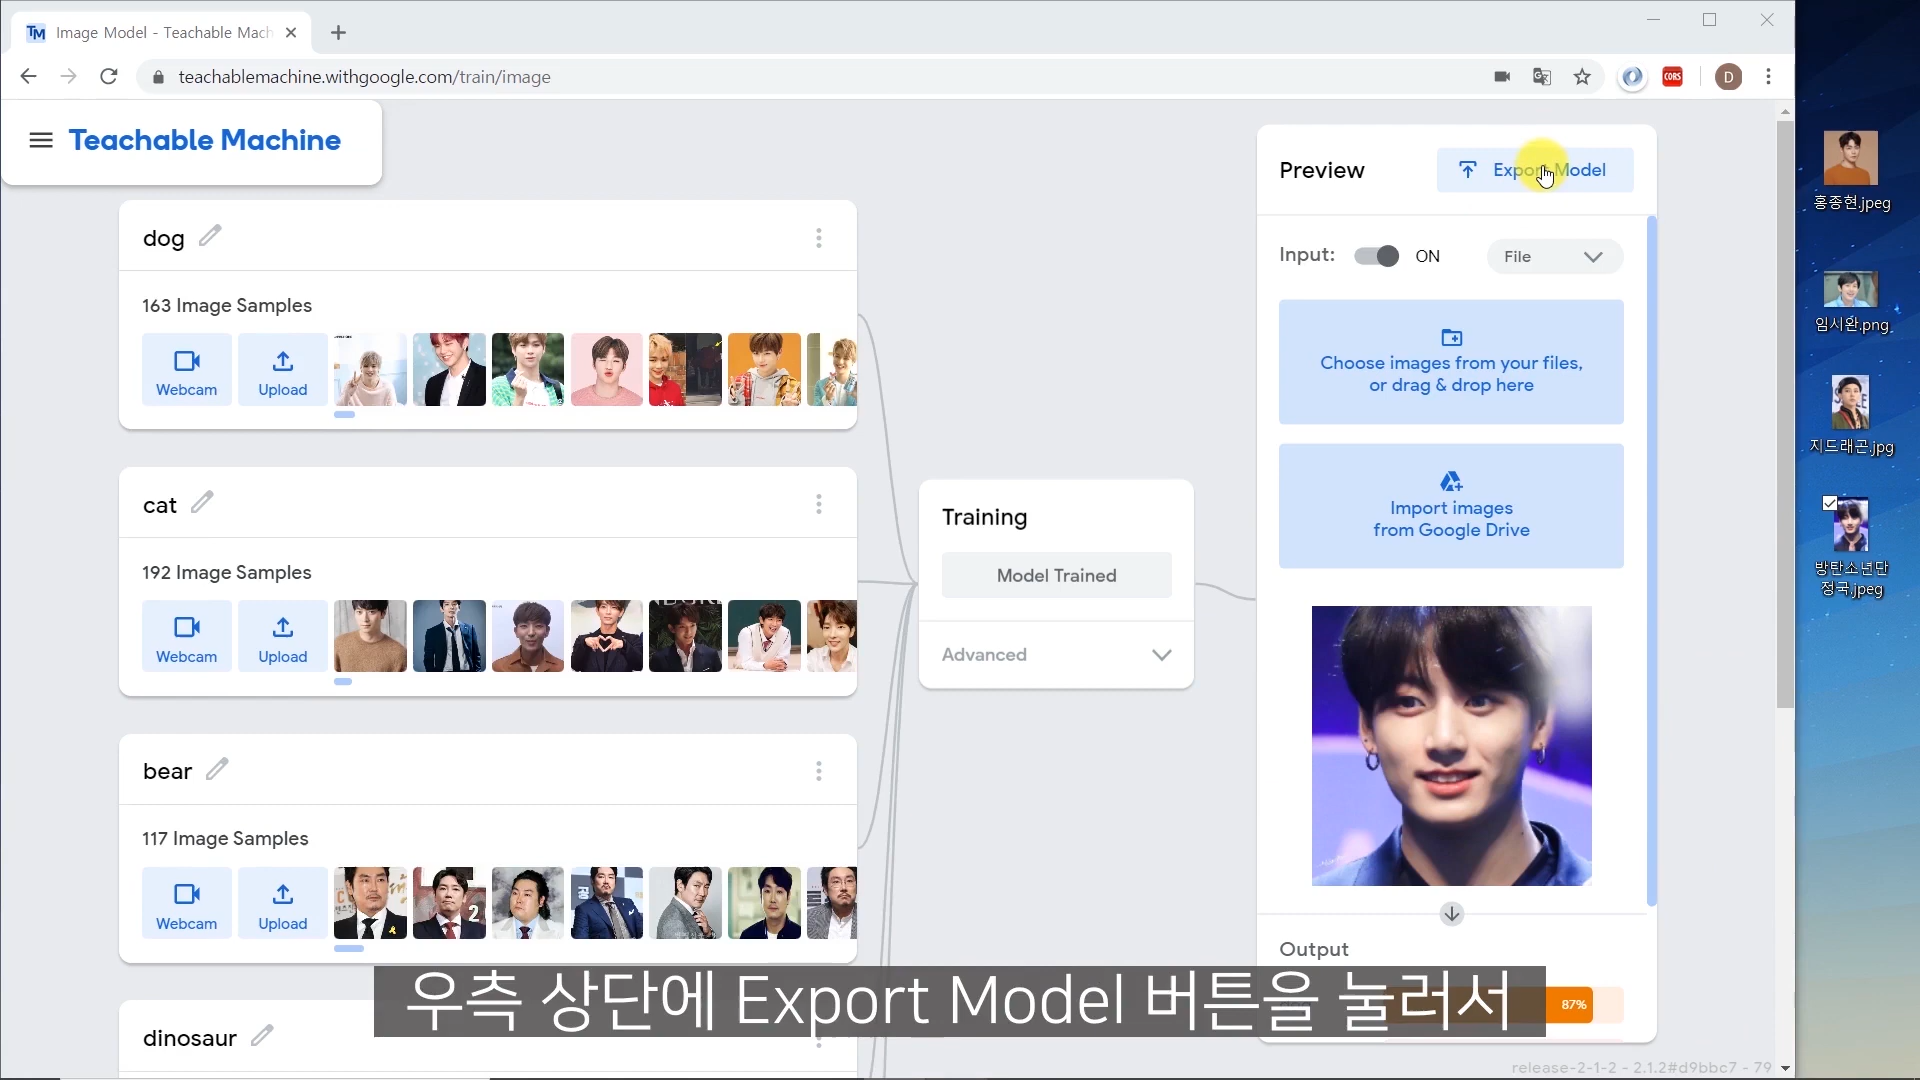 Image Model - Teachable Mach
teachablemachine.withgoogle.com/train/image
CORS
D
Teachable Machine
dog
163 Image Samples
Webcam
Upload
cat
192 Image Samples
Webcam
Upload
bear
117 Image Samples
Webcam
Upload
dinosaur
Training
Model Trained
Advanced
Preview
Export Model
Input:
ON
File
Choose images from your files,
or drag & drop here
Import images
from Google Drive
Output
87%
우측 상단에 Export Model 버튼을 눌러서
release-2-1-2 - 2.1.2#d9bbc7 - 79
홍종현.jpeg
임시완.png
지드래곤.jpg
방탄소년단
정국.jpeg